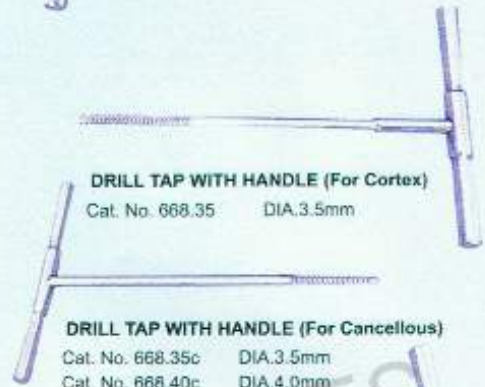 DRILL TAP WITH HANDLE (For Cortex)
Cat. No. 668.35 DIA.3.5mm
DRILL TAP WITH HANDLE (For Cancellous)
Cat. No. 668.35c DIA.3.5mm
Cat. No. 668.40c DIA.4.0mm